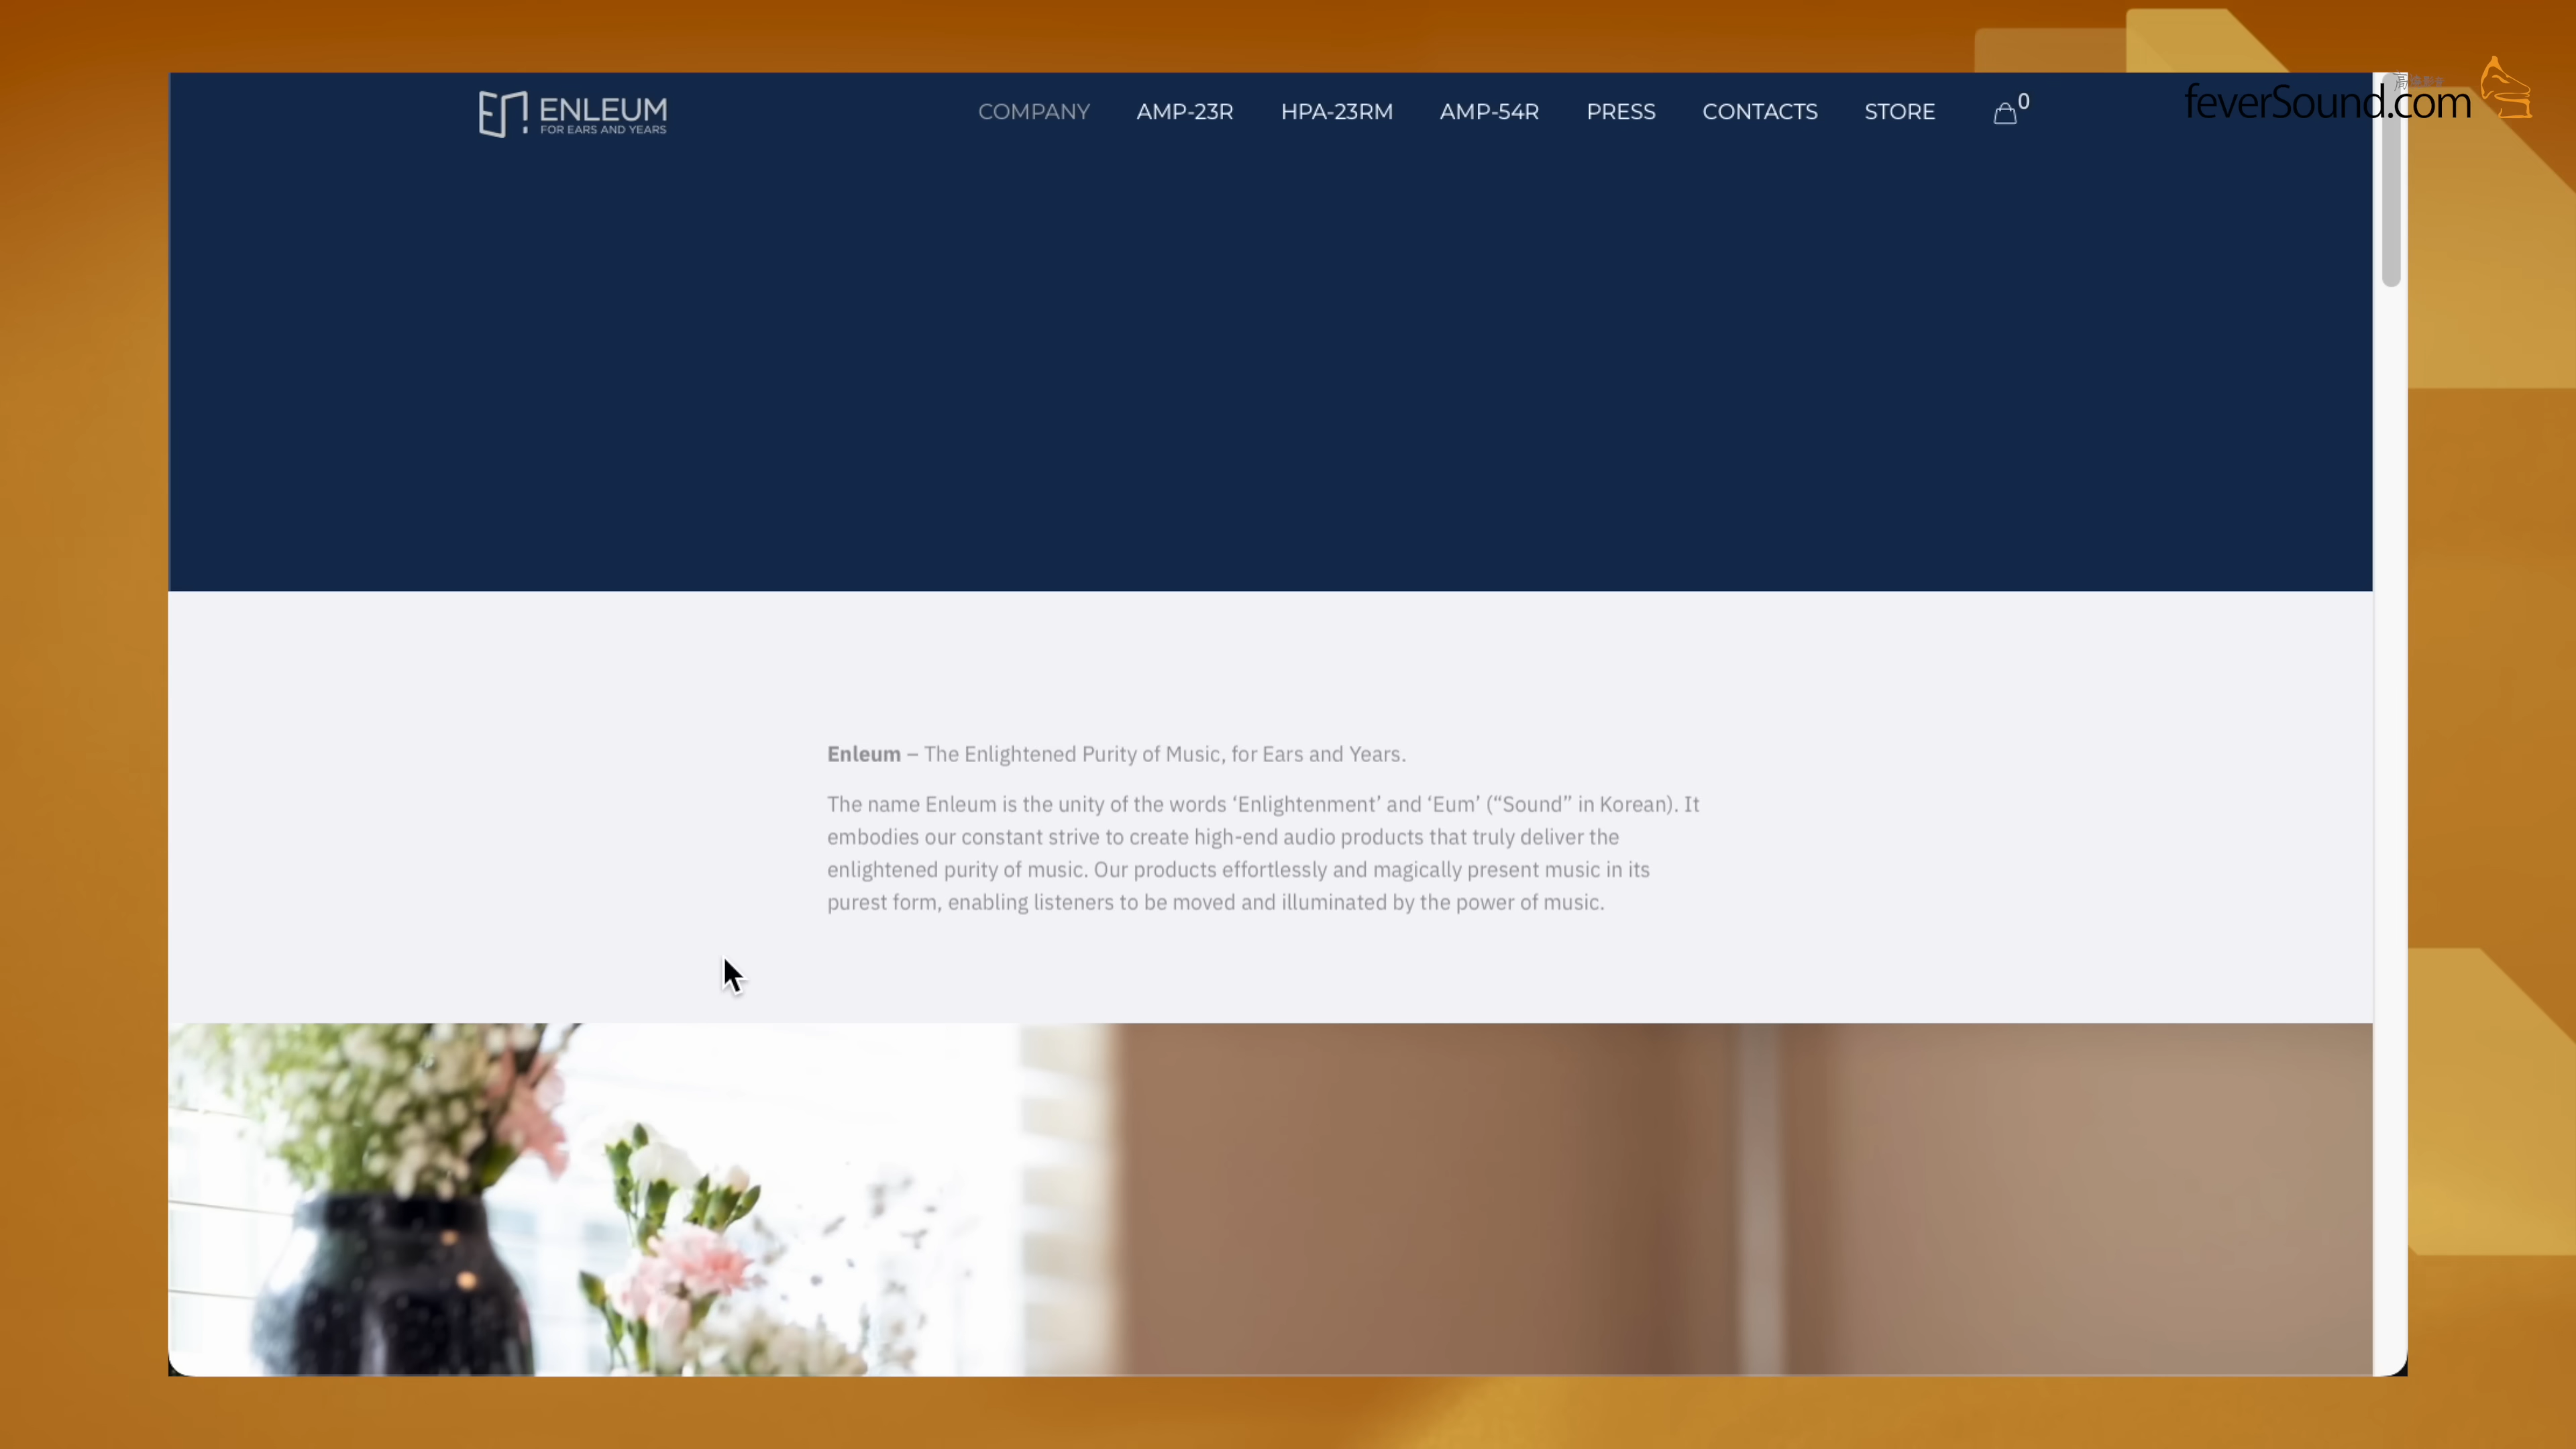 ENLEUM
FOR EARS AND YEARS
COMPANY AMP-23R HPA-23RM AMP-54R PRESS CONTACTS STORE 0
feverSound.com
Enleum – The Enlightened Purity of Music, for Ears and Years.
The name Enleum is the unity of the words ‘Enlightenment’ and ‘Eum’ (“Sound” in Korean). It
embodies our constant strive to create high-end audio products that truly deliver the
enlightened purity of music. Our products effortlessly and magically present music in its
purest form, enabling listeners to be moved and illuminated by the power of music.